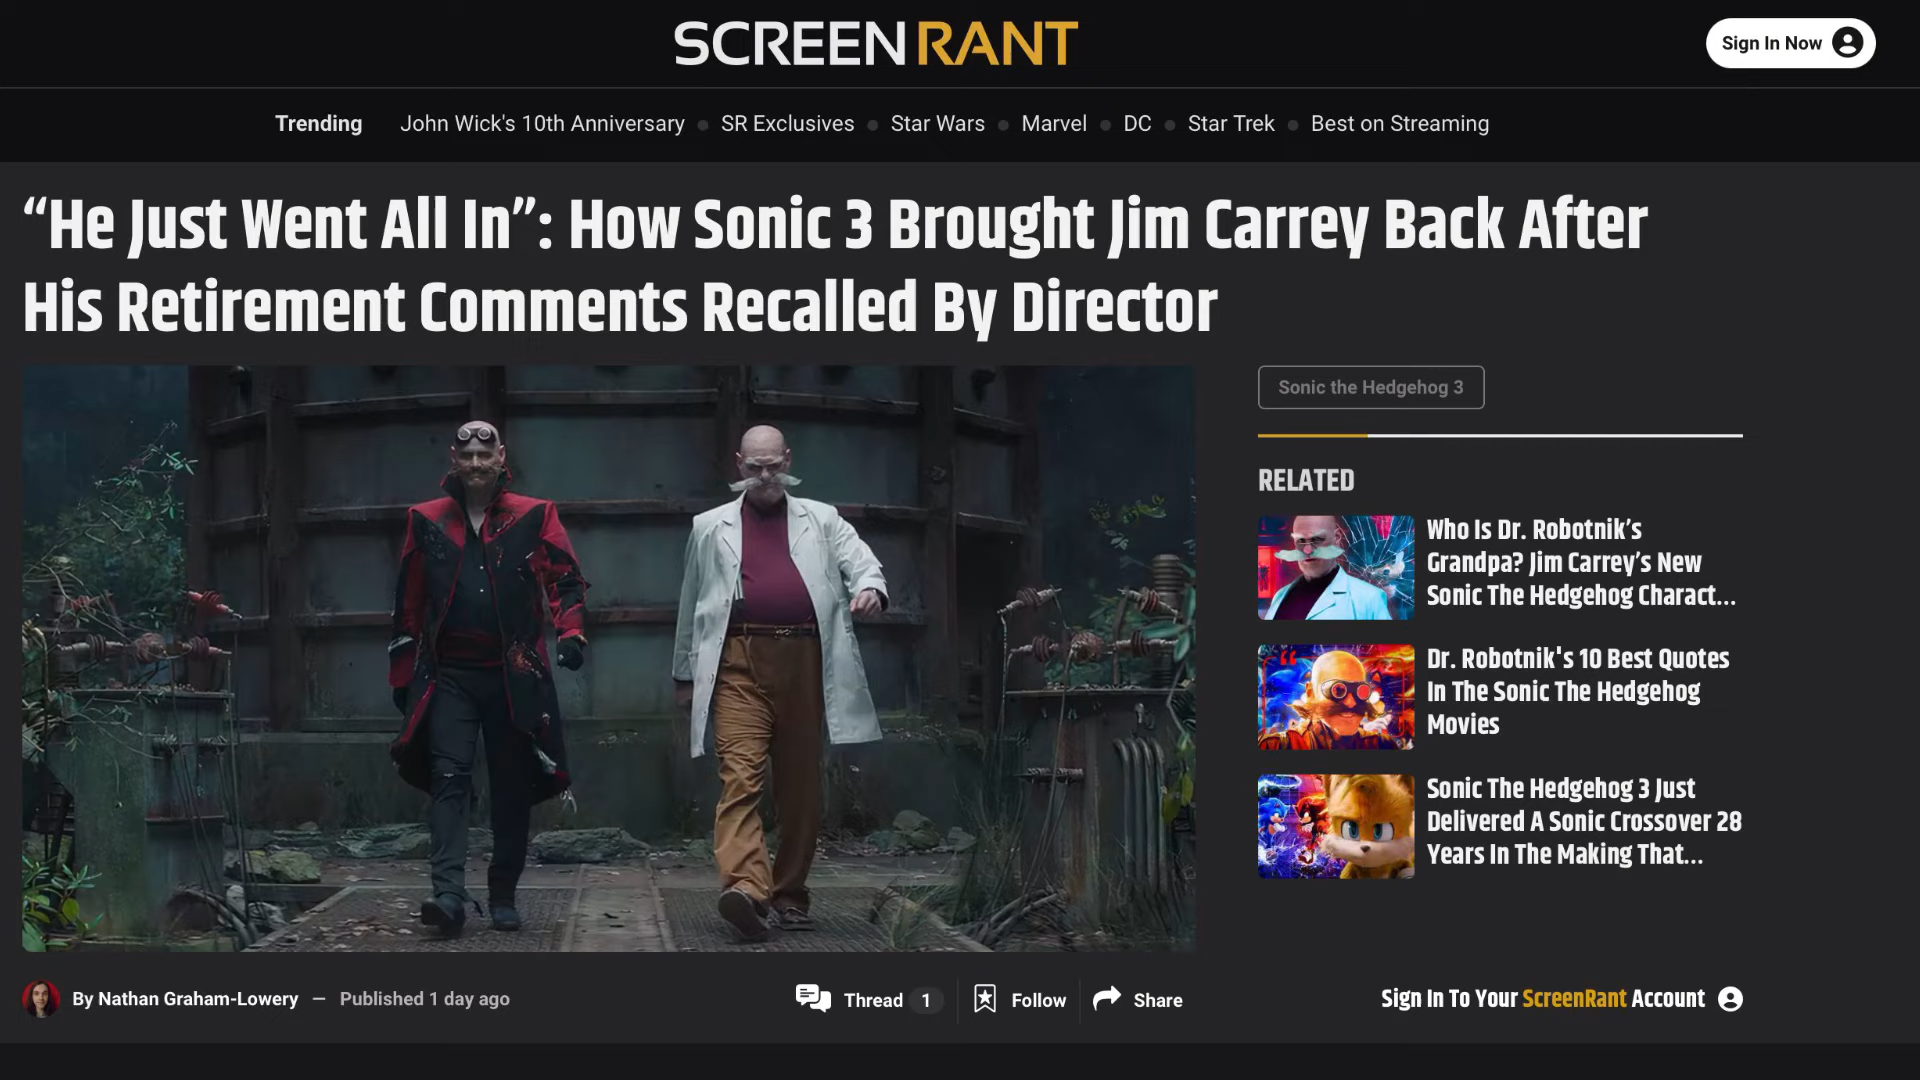 SCREENRANT
Sign In Now
Trending John Wick's 10th Anniversary SR Exclusives Star Wars Marvel DC Star Trek Best on Streaming
“He Just Went All In”: How Sonic 3 Brought Jim Carrey Back After
His Retirement Comments Recalled By Director
Sonic the Hedgehog 3
RELATED
Who Is Dr. Robotnik’s
Grandpa? Jim Carrey’s New
Sonic The Hedgehog Charact...
Dr. Robotnik's 10 Best Quotes
In The Sonic The Hedgehog
Movies
Sonic The Hedgehog 3 Just
Delivered A Sonic Crossover 28
Years In The Making That...
By Nathan Graham-Lowery — Published 1 day ago
Thread 1
Follow
Share
Sign In To Your ScreenRant Account